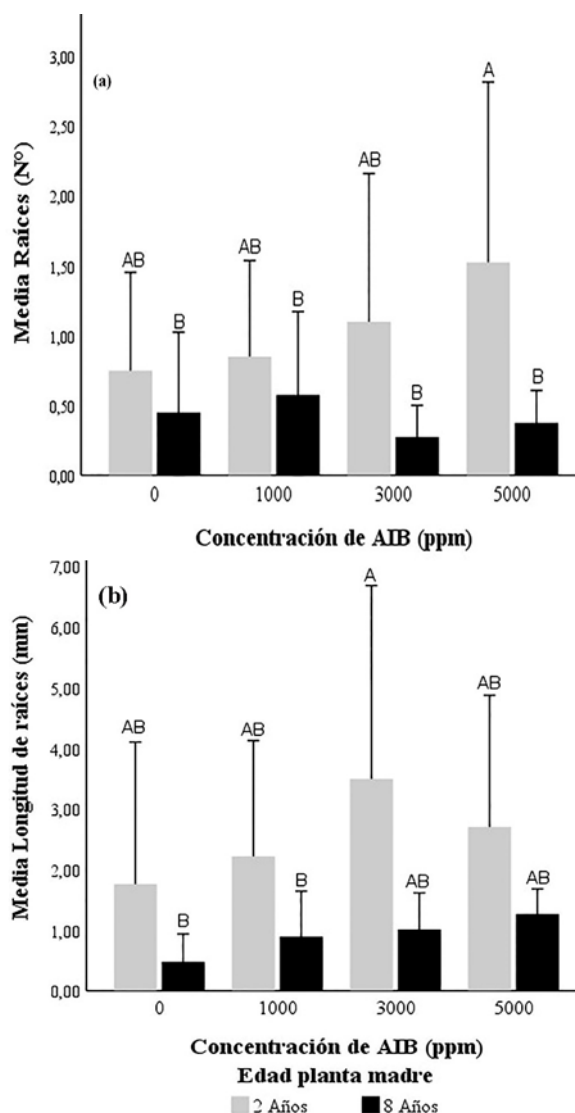 3,00
(a)
A
2,50
AB
2,00
AB
AB
1,50
B
B
1,00
B
B
0,50
0,00
Media Raíces (N°)
0 1000 3000 5000
Concentración de AIB (ppm)
7,00
(b)
A
6,00
5,00
AB
AB
AB
4,00
3,00
2,00
B
AB
AB
B
1,00
0,00
Media Longitud de raíces (mm)
0 1000 3000 5000
Concentración de AIB (ppm)
Edad planta madre
2 Años 8 Años